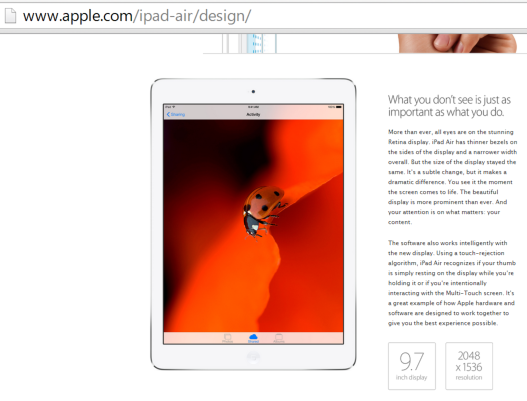 www.apple.com/ipad-air/design/
iPad
9:41 AM
100%
Sharing
Activity
What you don't see is just as
important as what you do.
More than ever, all eyes are on the stunning
Retina display. iPad Air has thinner bezels on
the sides of the display and a narrower width
overall. But the size of the display stayed the
same. It's a subtle change, but it makes a
dramatic difference. You see it the moment
the screen comes to life. The beautiful
display is more prominent than ever. And
your attention is on what matters: your
content.
The software also works intelligently with
the new display. Using a touch-rejection
algorithm, iPad Air recognizes if your thumb
is simply resting on the display while you're
holding it or if you're intentionally
interacting with the Multi-Touch screen. It's
a great example of how Apple hardware and
software are designed to work together to
give you the best experience possible.
9.7
inch display
2048
x 1536
resolution